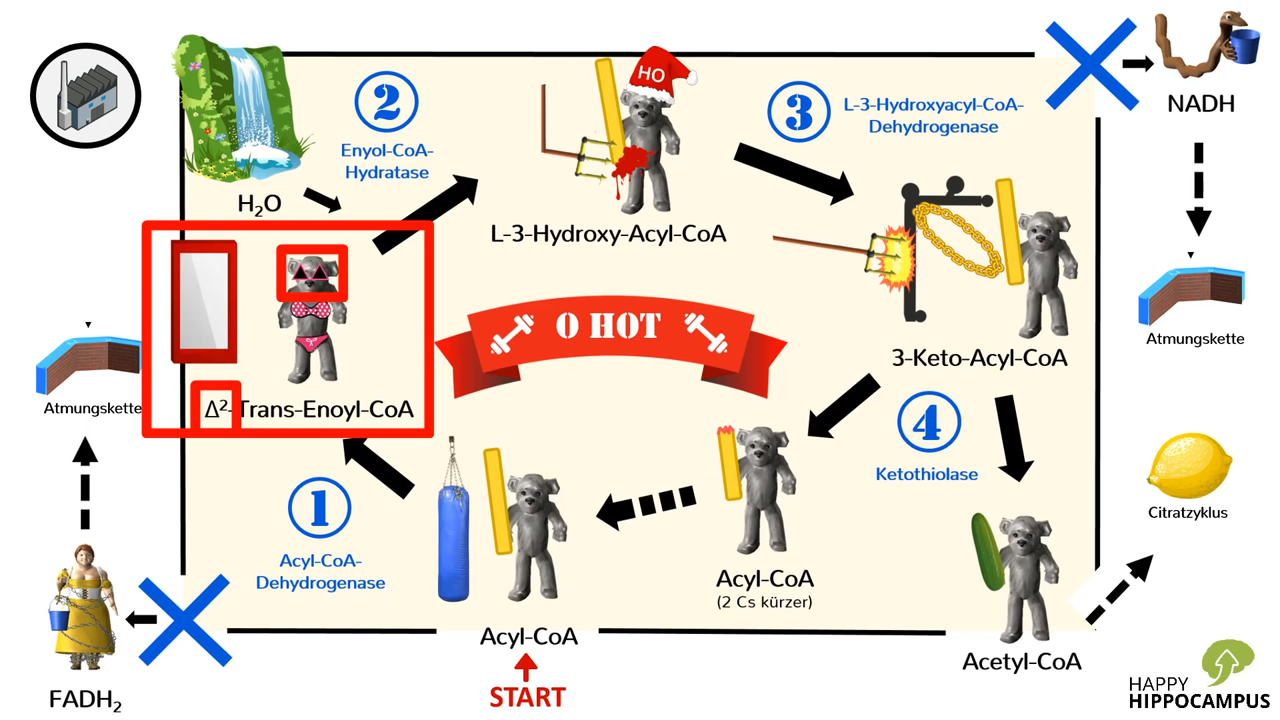 HO
2
Enyol-CoA-
Hydratase
H₂O
L-3-Hydroxy-Acyl-CoA
3
L-3-Hydroxyacyl-CoA-
Dehydrogenase
NADH
Atmungskette
3-Keto-Acyl-CoA
O HOT
Δ²-Trans-Enoyl-CoA
Atmungskette
4
Ketothiolase
Citratzyklus
1
Acyl-CoA-
Dehydrogenase
Acyl-CoA
(2 Cs kürzer)
Acyl-CoA
START
Acetyl-CoA
FADH₂
HAPPY
HIPPOCAMPUS